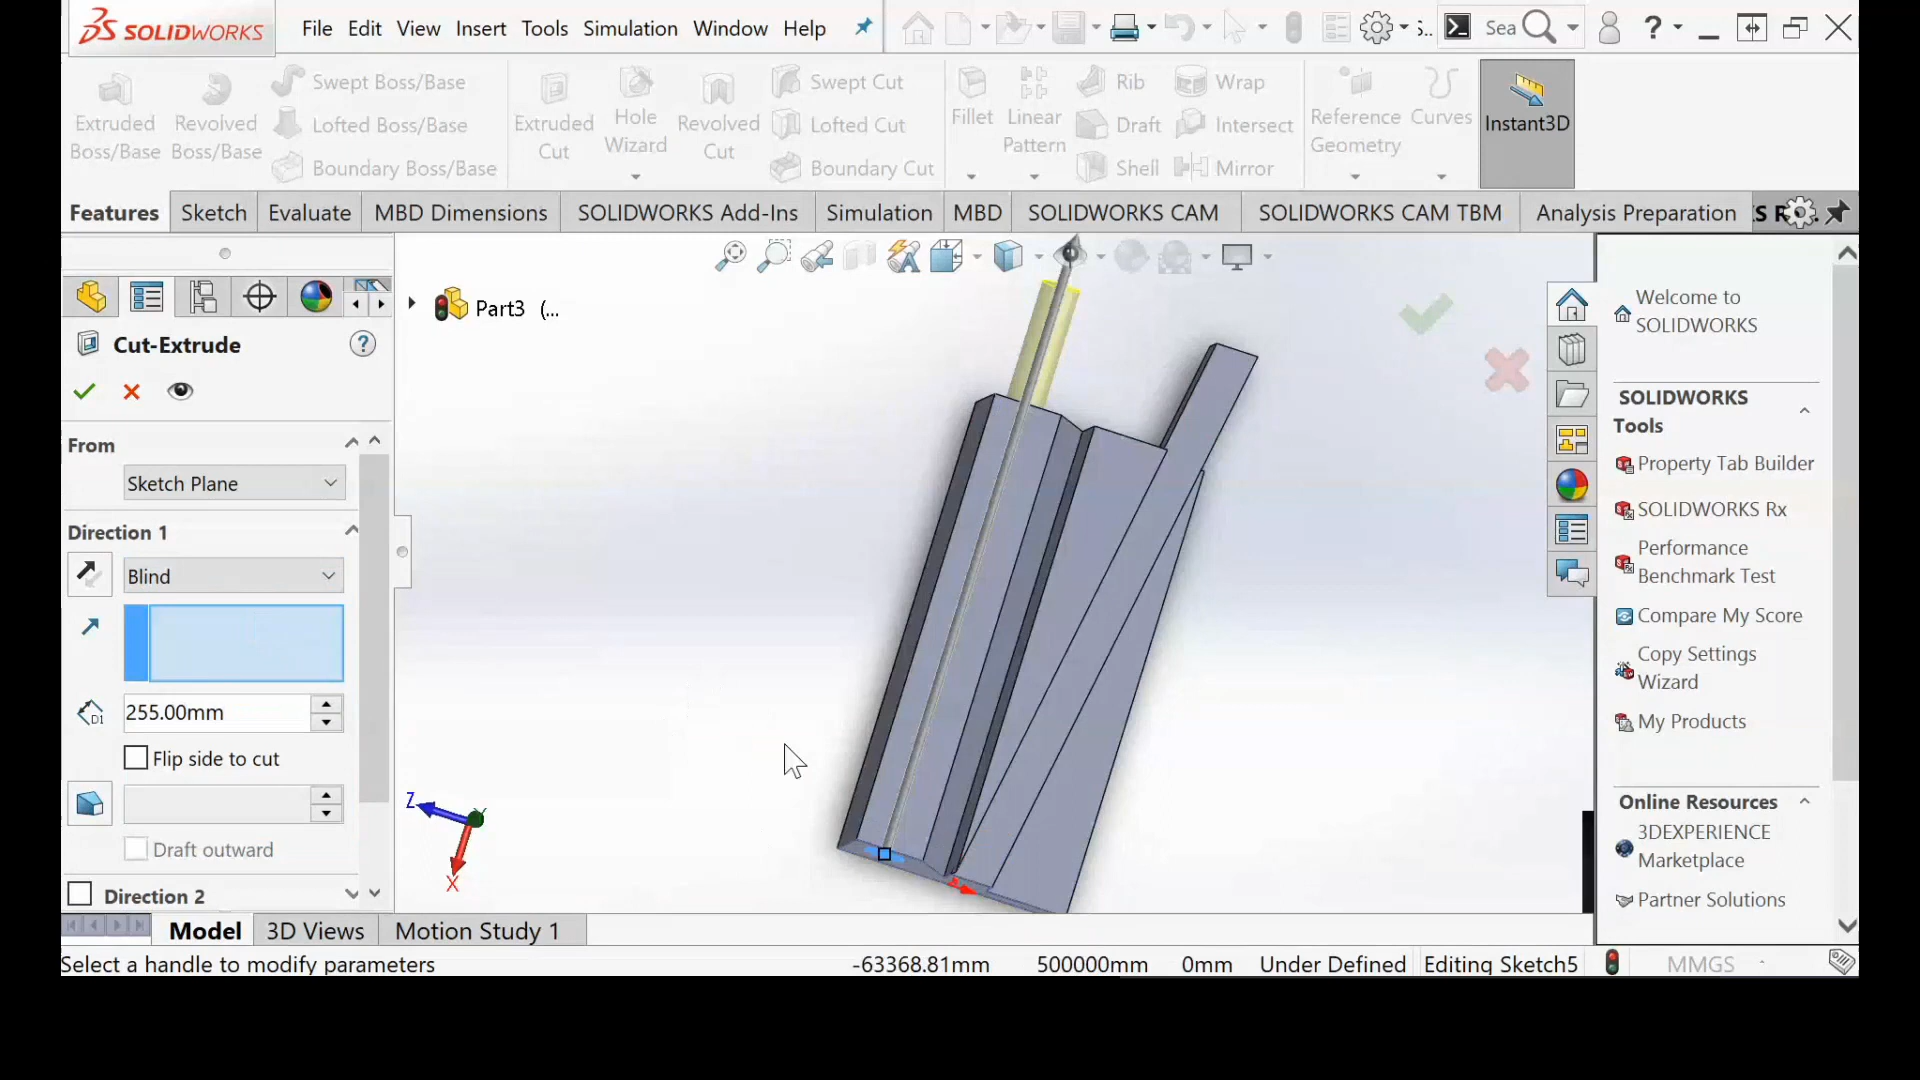 SOLIDWORKS File Edit View Insert Tools Simulation Window Help S.. Sea ?
Extruded Boss/Base
Revolved Boss/Base
Swept Boss/Base
Lofted Boss/Base
Boundary Boss/Base
Extruded Cut
Hole Wizard
Revolved Cut
Swept Cut
Lofted Cut
Boundary Cut
Fillet
Linear Pattern
Rib
Draft
Shell
Wrap
Intersect
Mirror
Reference Geometry
Curves
Instant3D
Features Sketch Evaluate MBD Dimensions SOLIDWORKS Add-Ins Simulation MBD SOLIDWORKS CAM SOLIDWORKS CAM TBM Analysis Preparation
Part3 (...
Cut-Extrude ?
From
Sketch Plane
Direction 1
Blind
D1 255.00mm
Flip side to cut
Draft outward
Direction 2
Z
Y
X
Welcome to
SOLIDWORKS
SOLIDWORKS
Tools
Property Tab Builder
SOLIDWORKS Rx
Performance
Benchmark Test
Compare My Score
Copy Settings
Wizard
My Products
Online Resources
3DEXPERIENCE
Marketplace
Partner Solutions
Model 3D Views Motion Study 1
Select a handle to modify parameters -63368.81mm 500000mm 0mm Under Defined Editing Sketch5 MMGS